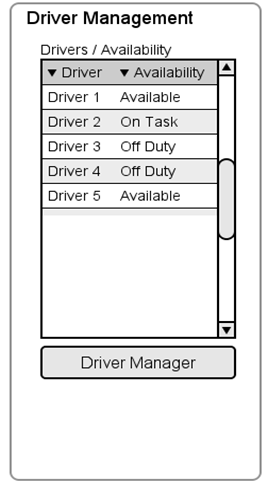 Driver Management
Drivers / Availability
▼ Driver ▼ Availability
Driver 1 Available
Driver 2 On Task
Driver 3 Off Duty
Driver 4 Off Duty
Driver 5 Available
Driver Manager